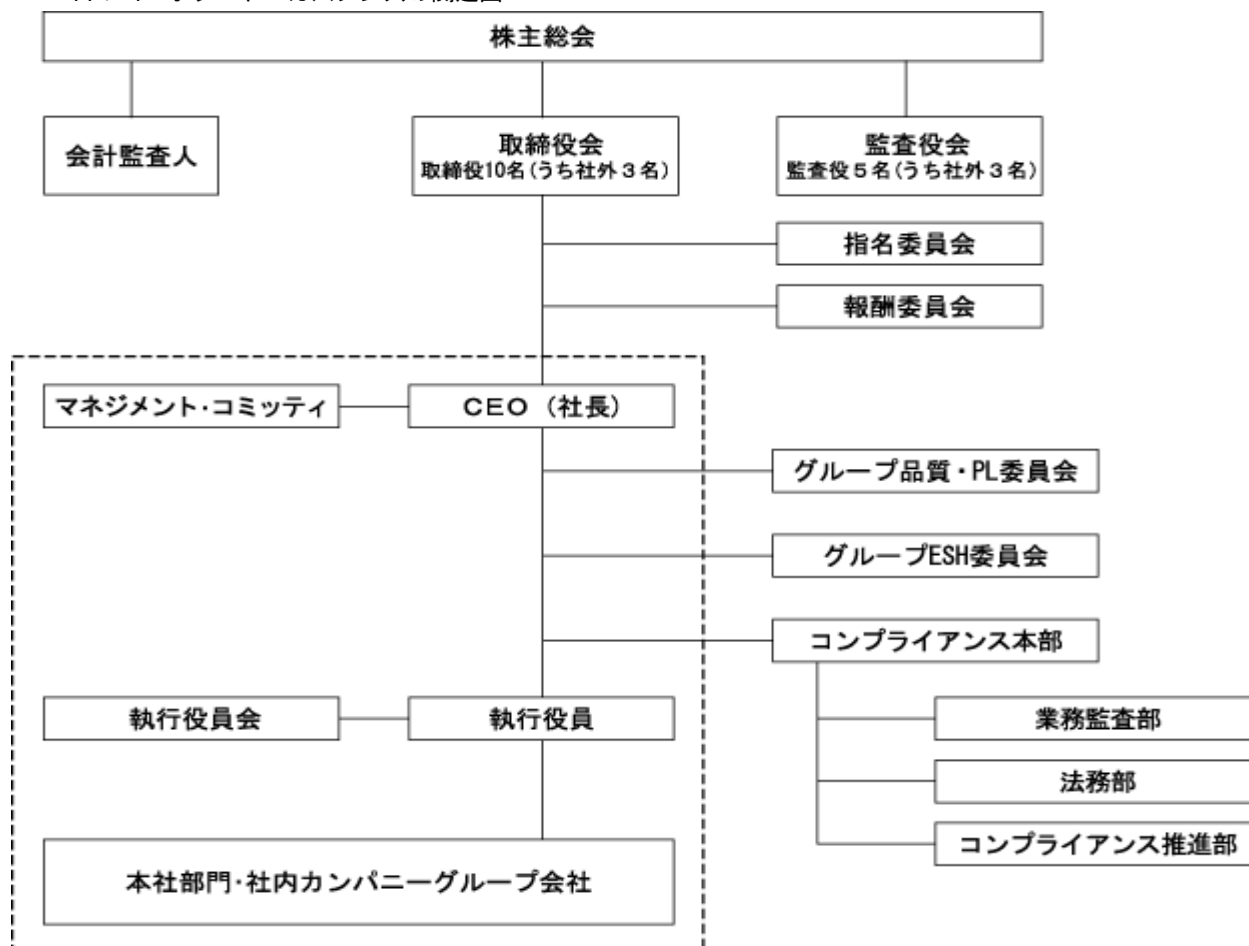 株主総会
会計監査人
取締役会
取締役10名(うち社外3名)
監査役会
監査役5名(うち社外3名)
指名委員会
報酬委員会
マネジメント・コミッティ
CEO (社長)
グループ品質・PL委員会
グループESH委員会
コンプライアンス本部
執行役員会
執行役員
業務監査部
法務部
コンプライアンス推進部
本社部門・社内カンパニーグループ会社